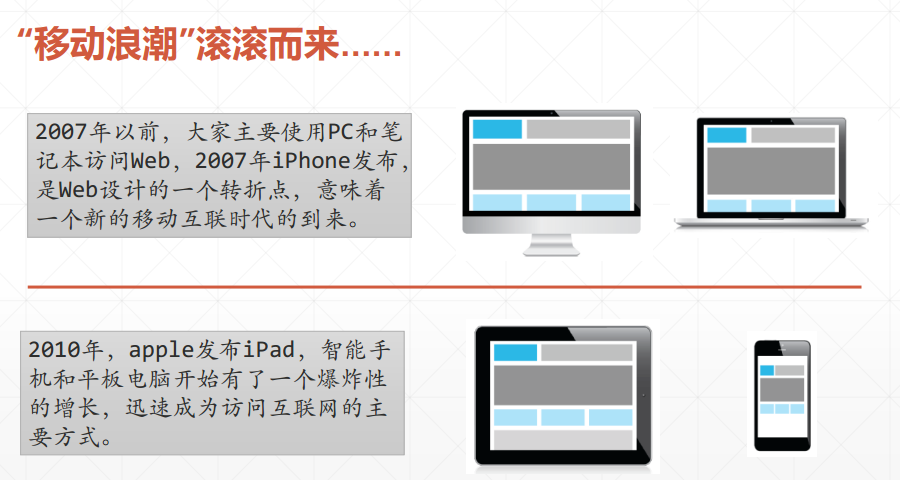 “移动浪潮”滚滚而来……
2007年以前，大家主要使用PC和笔
记本访问Web，2007年iPhone发布，
是Web设计的一个转折点，意味着
一个新的移动互联时代的到来。
2010年，apple发布iPad，智能手
机和平板电脑开始有了一个爆炸性
的增长，迅速成为访问互联网的主
要方式。